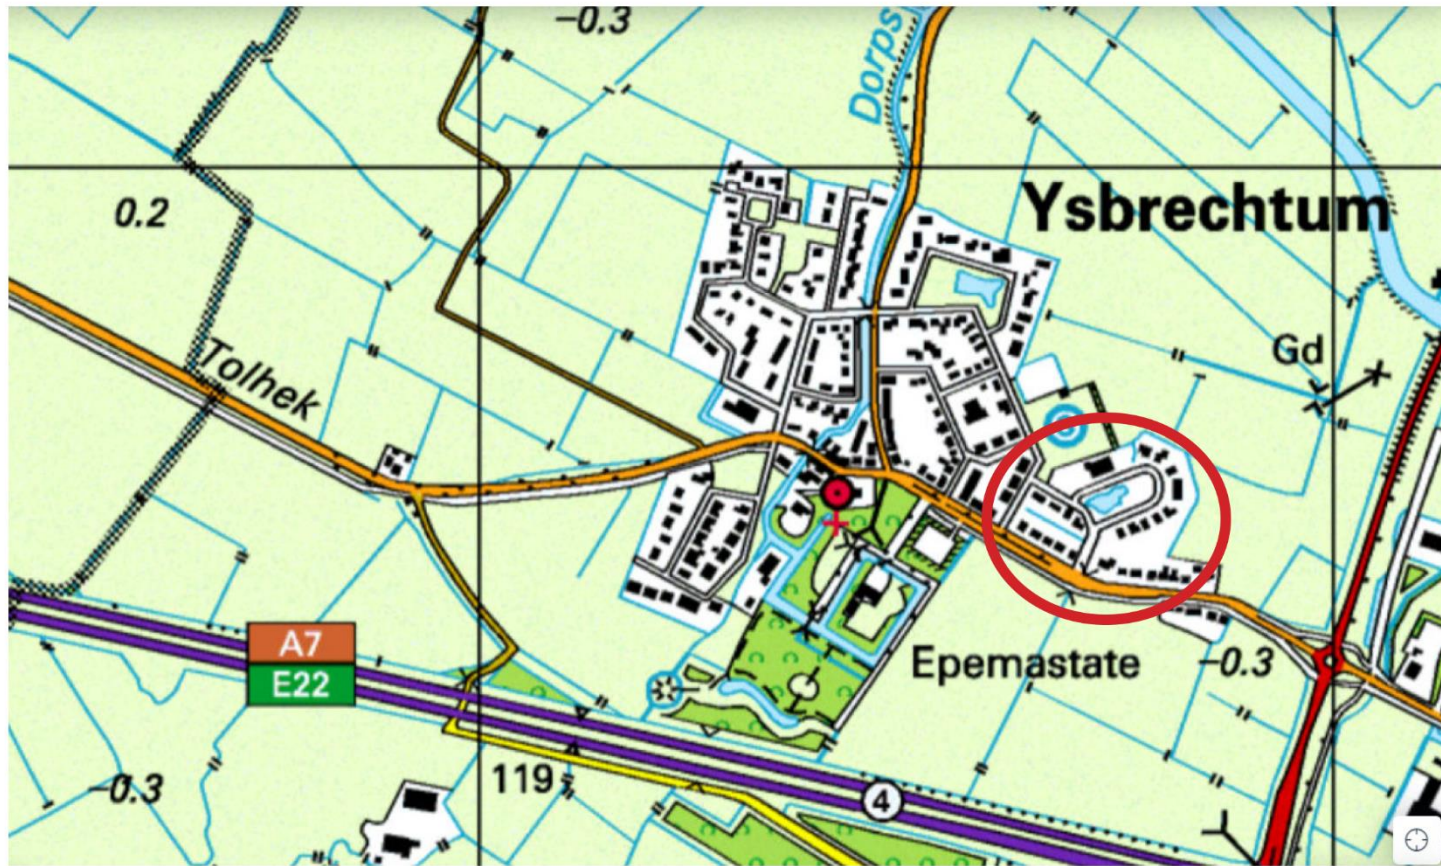 -0.3
Dorps
0.2
Ysbrechtum
Gd
Tolhek
G
A7
E22
Epemastate
-0.3
-0.3
119
4